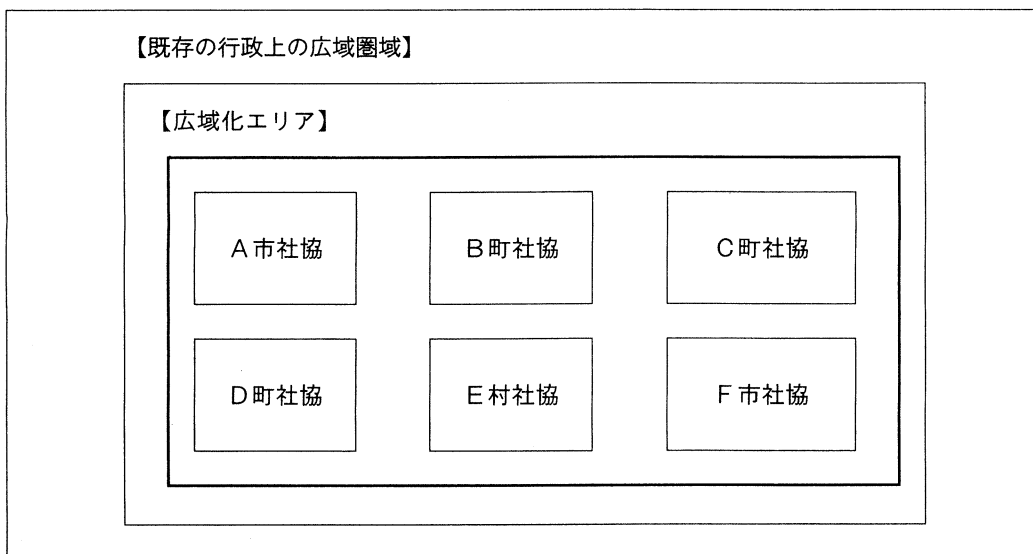 【既存の行政上の広域圏域】
【広域化エリア】
A市社協 B町社協 C町社協
D町社協 E村社協 F市社協